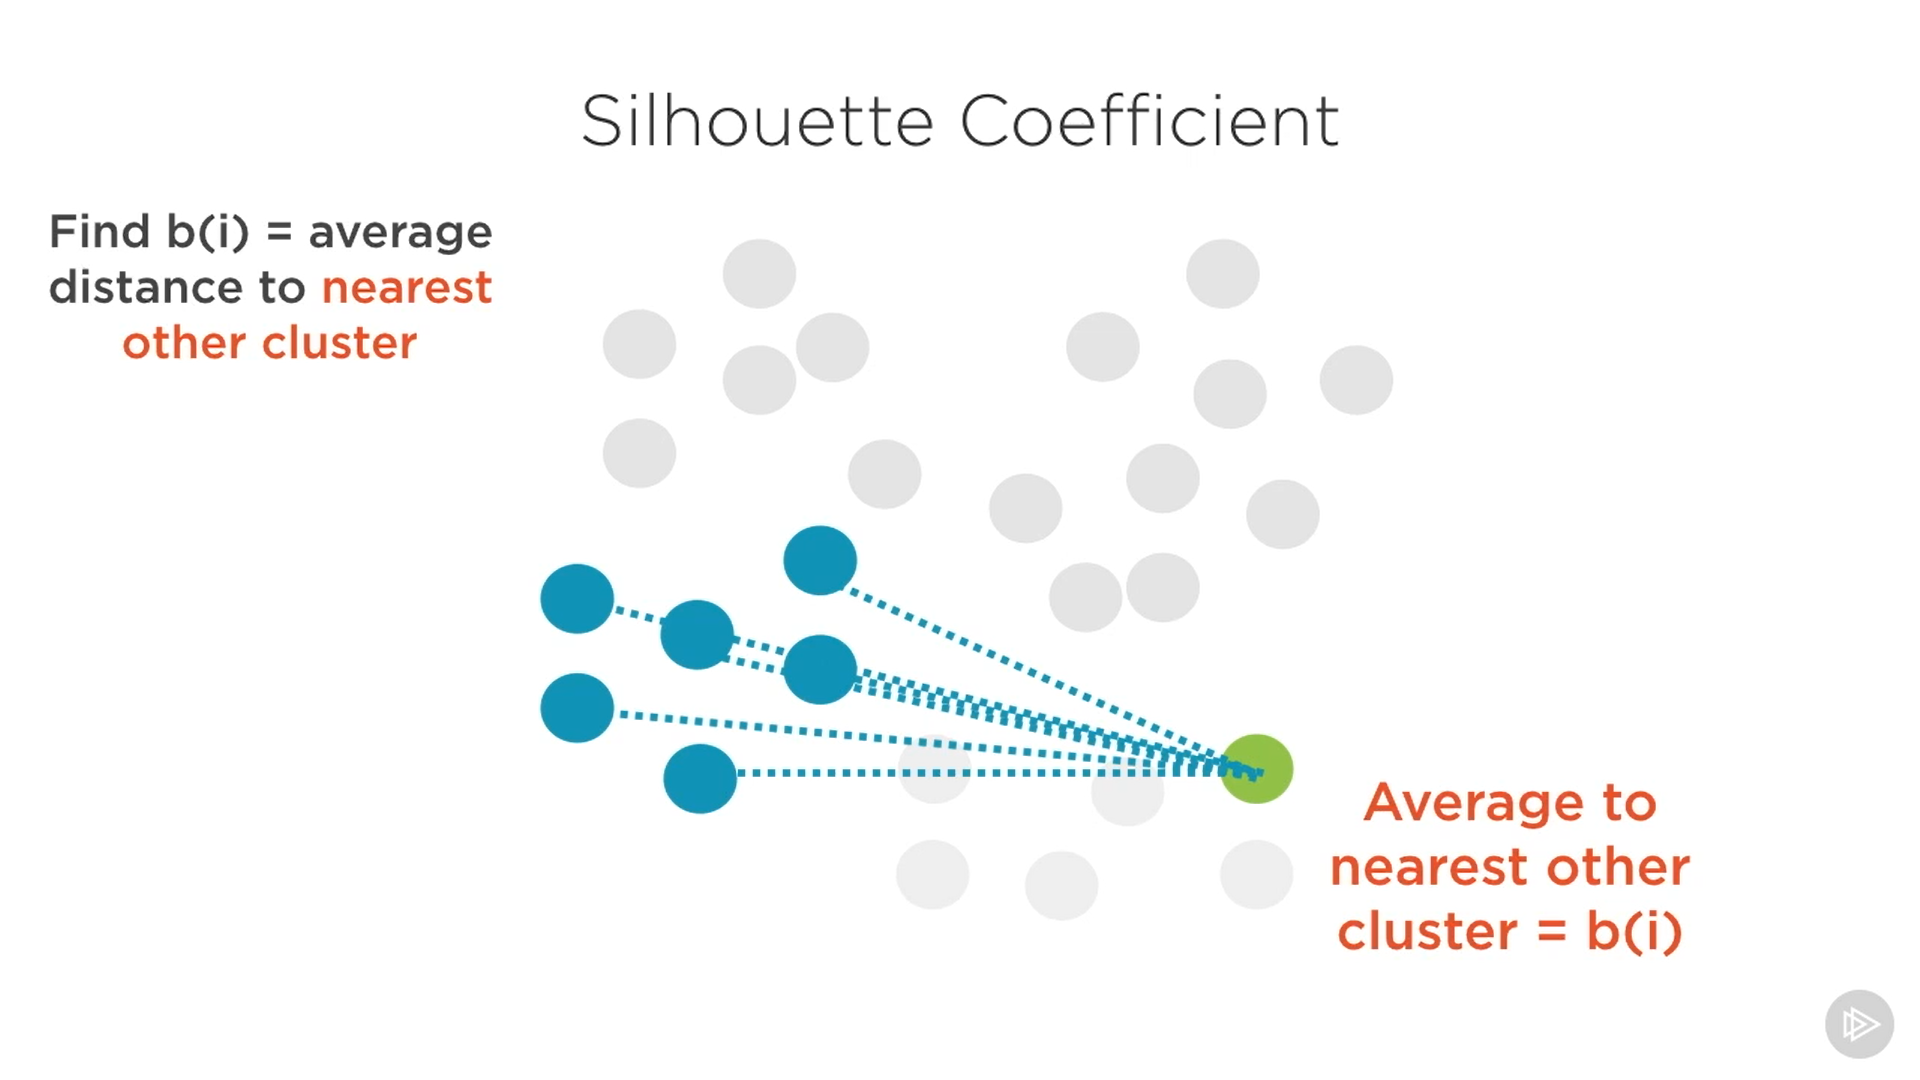 Silhouette Coefficient
Find b(i) = average
distance to nearest
other cluster
Average to
nearest other
cluster = b(i)